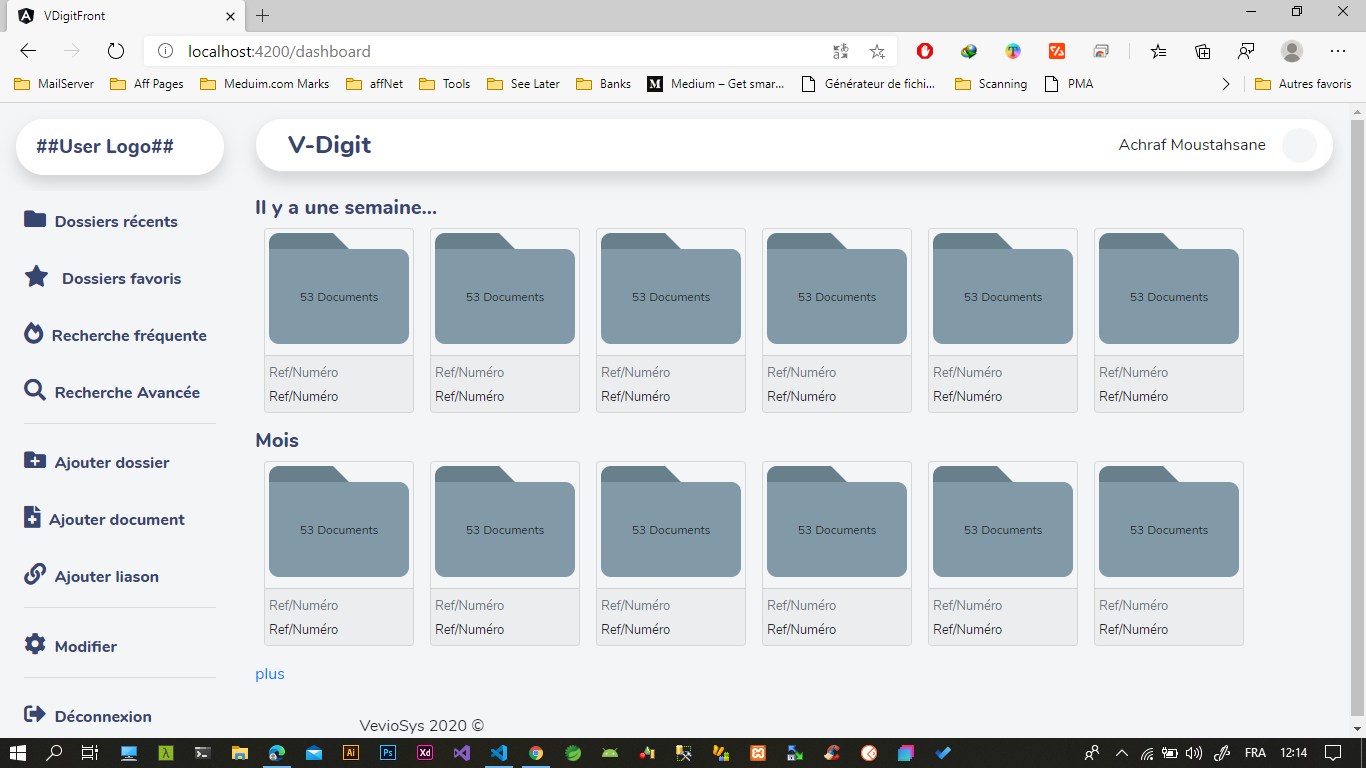 VDigitFront
localhost:4200/dashboard
MailServer Aff Pages Meduim.com Marks affNet Tools See Later Banks Medium – Get smar... Générateur de fichi... Scanning PMA Autres favoris
##User Logo##
V-Digit
Achraf Moustahsane
Dossiers récents
Dossiers favoris
Recherche fréquente
Recherche Avancée
Ajouter dossier
Ajouter document
Ajouter liason
Modifier
Déconnexion
Il y a une semaine...
53 Documents 53 Documents 53 Documents 53 Documents 53 Documents 53 Documents
Ref/Numéro Ref/Numéro Ref/Numéro Ref/Numéro Ref/Numéro Ref/Numéro
Ref/Numéro Ref/Numéro Ref/Numéro Ref/Numéro Ref/Numéro Ref/Numéro
Mois
53 Documents 53 Documents 53 Documents 53 Documents 53 Documents 53 Documents
Ref/Numéro Ref/Numéro Ref/Numéro Ref/Numéro Ref/Numéro Ref/Numéro
Ref/Numéro Ref/Numéro Ref/Numéro Ref/Numéro Ref/Numéro Ref/Numéro
plus
VevioSys 2020 ©
Ai Ps Xd FRA 12:14